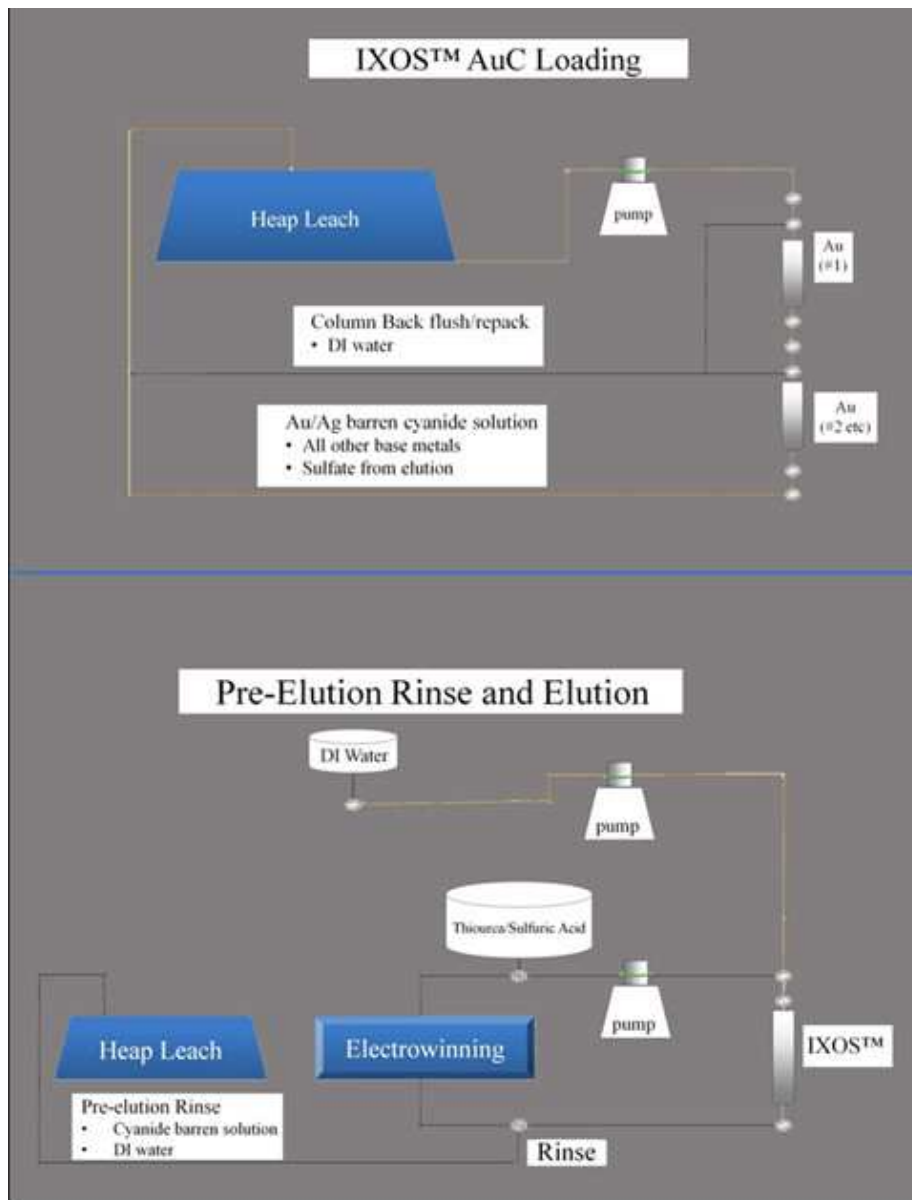 IXOS™ AuC Loading
Heap Leach
pump
Au
(#1)
Column Back flush/repack
• DI water
Au/Ag barren cyanide solution
• All other base metals
• Sulfate from elution
Au
(#2 etc)
Pre-Elution Rinse and Elution
DI Water
pump
Thiourea/Sulfuric Acid
pump
Heap Leach
Electrowinning
IXOS™
Pre-elution Rinse
• Cyanide barren solution
• DI water
Rinse